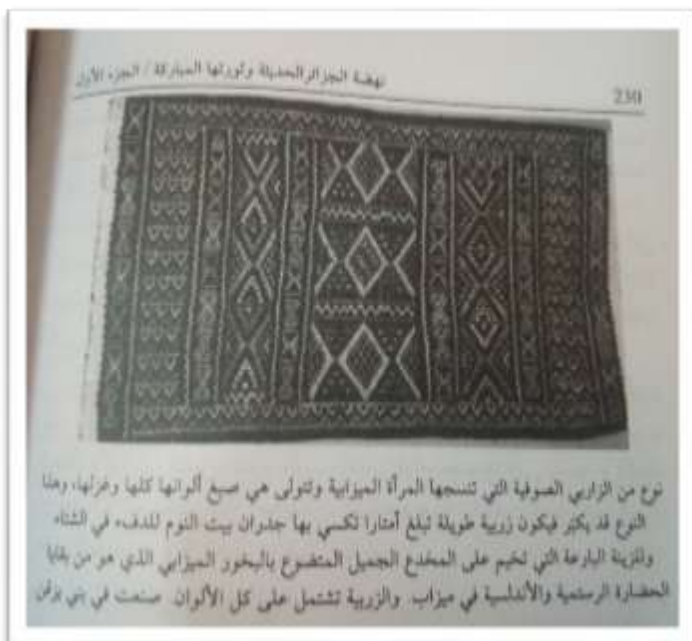 230
نهضة الجزائر الحديثة وثورتها المباركة / الجزء الأول
نوع من الزرابي الصوفية التي تنسجها المرأة الميزابية وتتولى هي صبغ ألوانها كلها وغزلها، وهذا
النوع قد يكبر فيكون زربية طويلة تبلغ أمتارا تكسي بها جدران بيت النوم للدفء في الشتاء
وللزينة البارعة التي تخيم على المخدع الجميل المتضوع بالبخور الميزابي الذي هو من بقايا
الحضارة الرستمية والأندلسية في ميزاب. والزربية تشتمل على كل الألوان. صنعت في بني يزقن